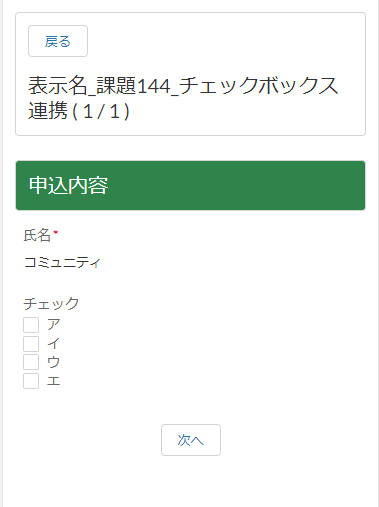 戻る
表示名_課題144_チェックボックス
連携 ( 1 / 1 )
申込内容
氏名*
コミュニティ
チェック
ア
イ
ウ
エ
次へ